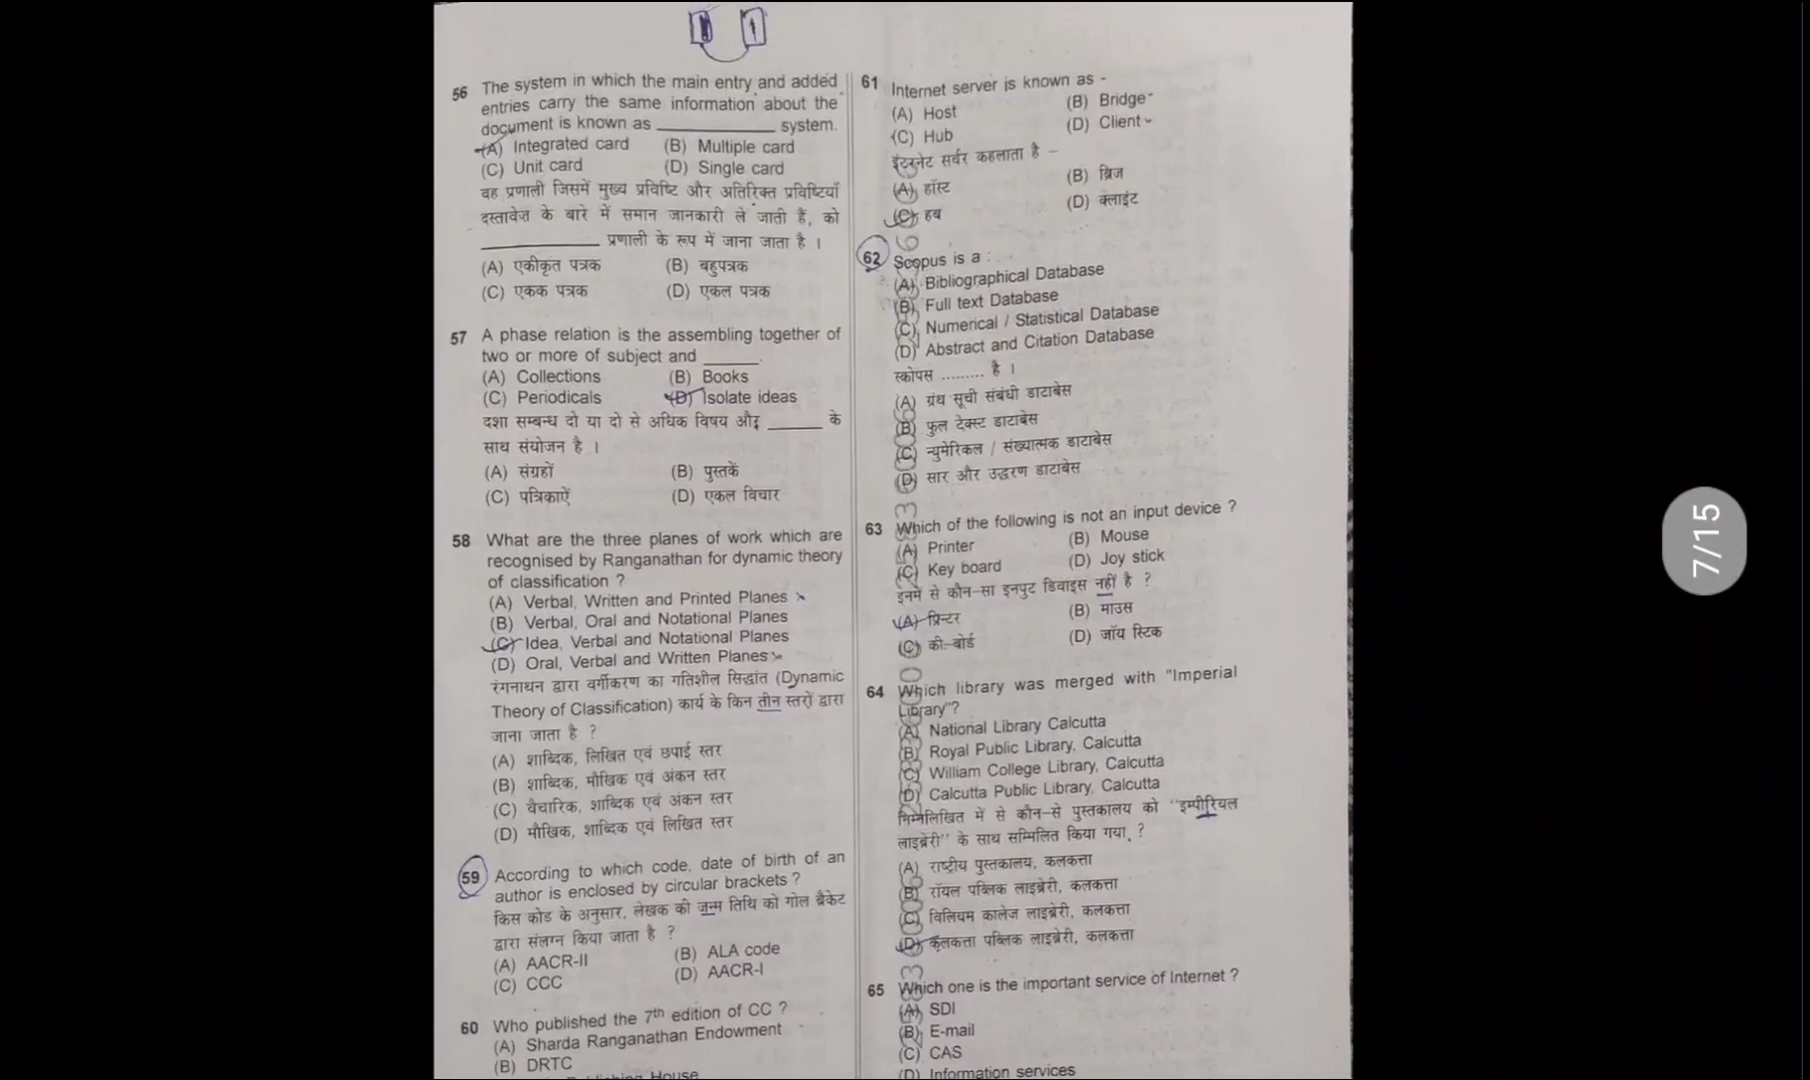 56 The system in which the main entry and added
entries carry the same information about the
document is known as ____________ system.
(A) Integrated card (B) Multiple card
(C) Unit card (D) Single card
वह प्रणाली जिसमें मुख्य प्रविष्टि और अतिरिक्त प्रविष्टियाँ
दस्तावेज के बारे में समान जानकारी ले जाती हैं, को
____________ प्रणाली के रूप में जाना जाता है ।
(A) एकीकृत पत्रक (B) बहुपत्रक
(C) एकक पत्रक (D) एकल पत्रक
57 A phase relation is the assembling together of
two or more of subject and ______.
(A) Collections (B) Books
(C) Periodicals (D) Isolate ideas
दशा सम्बन्ध दो या दो से अधिक विषय और ______ के
साथ संयोजन है ।
(A) संग्रहों (B) पुस्तकें
(C) पत्रिकाऐं (D) एकल विचार
58 What are the three planes of work which are
recognised by Ranganathan for dynamic theory
of classification ?
(A) Verbal, Written and Printed Planes
(B) Verbal, Oral and Notational Planes
(C) Idea, Verbal and Notational Planes
(D) Oral, Verbal and Written Planes
रंगनाथन द्वारा वर्गीकरण का गतिशील सिद्धांत (Dynamic
Theory of Classification) कार्य के किन तीन स्तरों द्वारा
जाना जाता है ?
(A) शाब्दिक, लिखित एवं छपाई स्तर
(B) शाब्दिक, मौखिक एवं अंकन स्तर
(C) वैचारिक, शाब्दिक एवं अंकन स्तर
(D) मौखिक, शाब्दिक एवं लिखित स्तर
59 According to which code, date of birth of an
author is enclosed by circular brackets ?
किस कोड के अनुसार, लेखक की जन्म तिथि को गोल ब्रैकेट
द्वारा संलग्न किया जाता है ?
(A) AACR-II (B) ALA code
(C) CCC (D) AACR-I
60 Who published the 7th edition of CC ?
(A) Sharda Ranganathan Endowment
(B) DRTC
House
61 Internet server is known as -
(A) Host (B) Bridge
(C) Hub (D) Client
इंटरनेट सर्वर कहलाता है –
(A) हॉस्ट (B) ब्रिज
(C) हब (D) क्लाइंट
62 Scopus is a :
(A) Bibliographical Database
(B) Full text Database
(C) Numerical / Statistical Database
(D) Abstract and Citation Database
स्कोपस ......... है ।
(A) ग्रंथ सूची संबंधी डाटाबेस
(B) फुल टेक्स्ट डाटाबेस
(C) न्युमेरिकल / संख्यात्मक डाटाबेस
(D) सार और उद्धरण डाटाबेस
63 Which of the following is not an input device ?
(A) Printer (B) Mouse
(C) Key board (D) Joy stick
इनमें से कौन-सा इनपुट डिवाइस नहीं है ?
(A) प्रिन्टर (B) माउस
(C) की-बोर्ड (D) जॉय स्टिक
64 Which library was merged with "Imperial
Library"?
(A) National Library Calcutta
(B) Royal Public Library, Calcutta
(C) William College Library, Calcutta
(D) Calcutta Public Library, Calcutta
निम्नलिखित में से कौन-से पुस्तकालय को "इम्पीरियल
लाइब्रेरी" के साथ सम्मिलित किया गया ?
(A) राष्ट्रीय पुस्तकालय, कलकत्ता
(B) रॉयल पब्लिक लाइब्रेरी, कलकत्ता
(C) विलियम कालेज लाइब्रेरी, कलकत्ता
(D) कलकत्ता पब्लिक लाइब्रेरी, कलकत्ता
65 Which one is the important service of Internet ?
(A) SDI
(B) E-mail
(C) CAS
(D) Information services
7/15